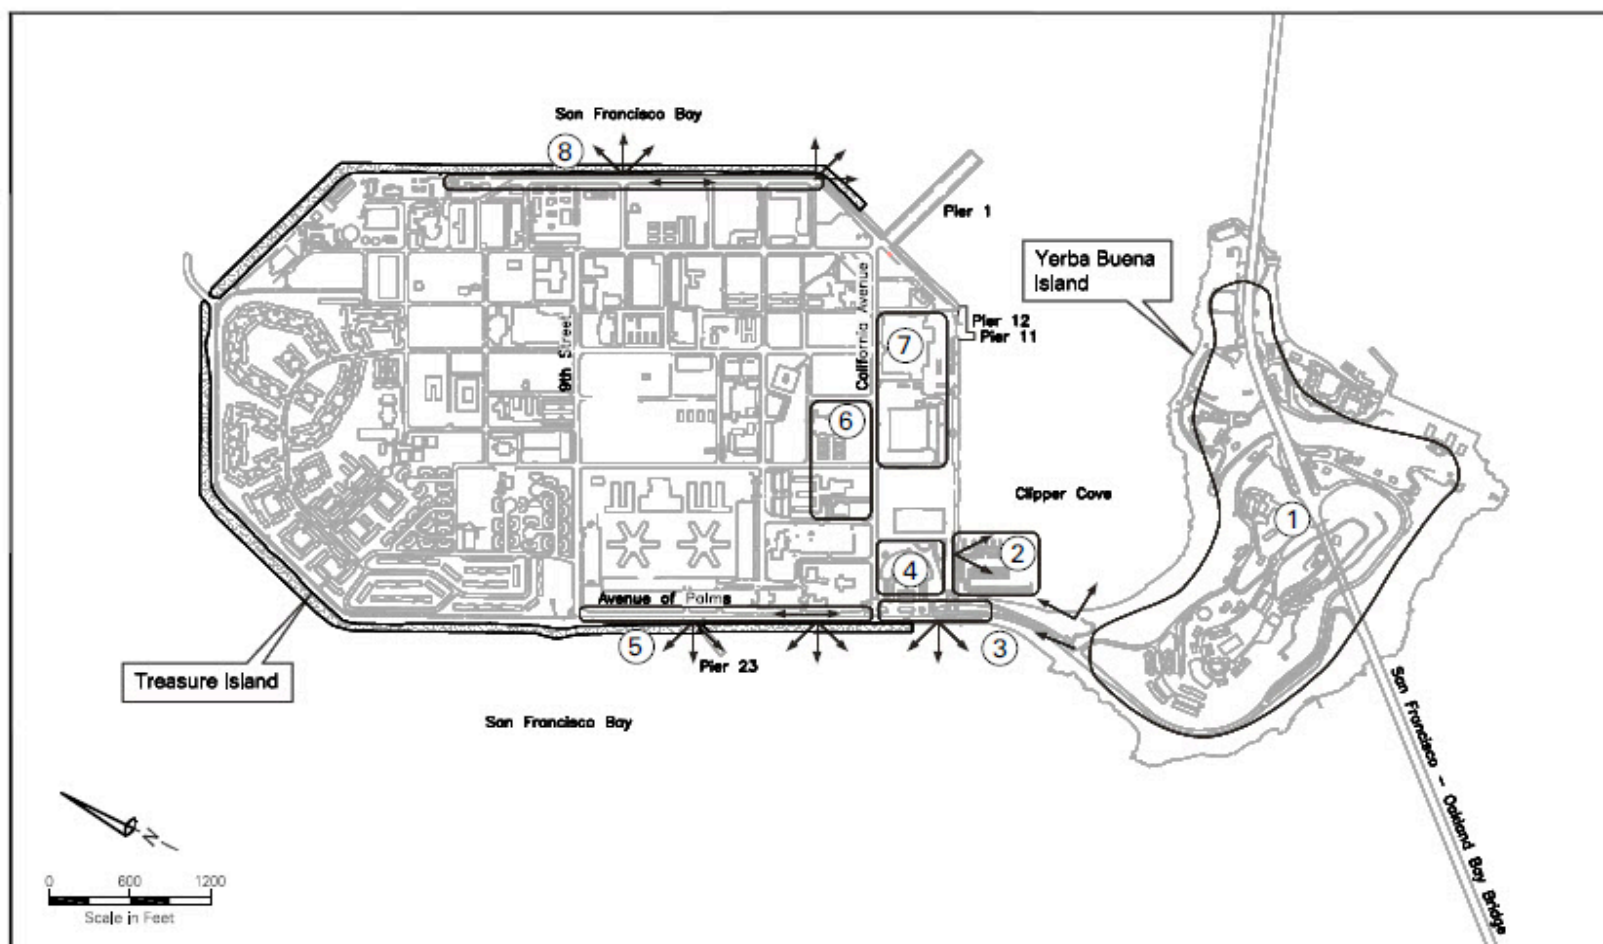 San Francisco Bay
8
Pier 1
Yerba Buena
Island
Pier 12
Pier 11
California Avenue
9th Street
7
6
Clipper Cove
1
2
4
Avenue of Palms
5
3
Pier 23
Treasure Island
San Francisco Bay
San Francisco - Oakland Bay Bridge
N
0 600 1200
Scale in Feet